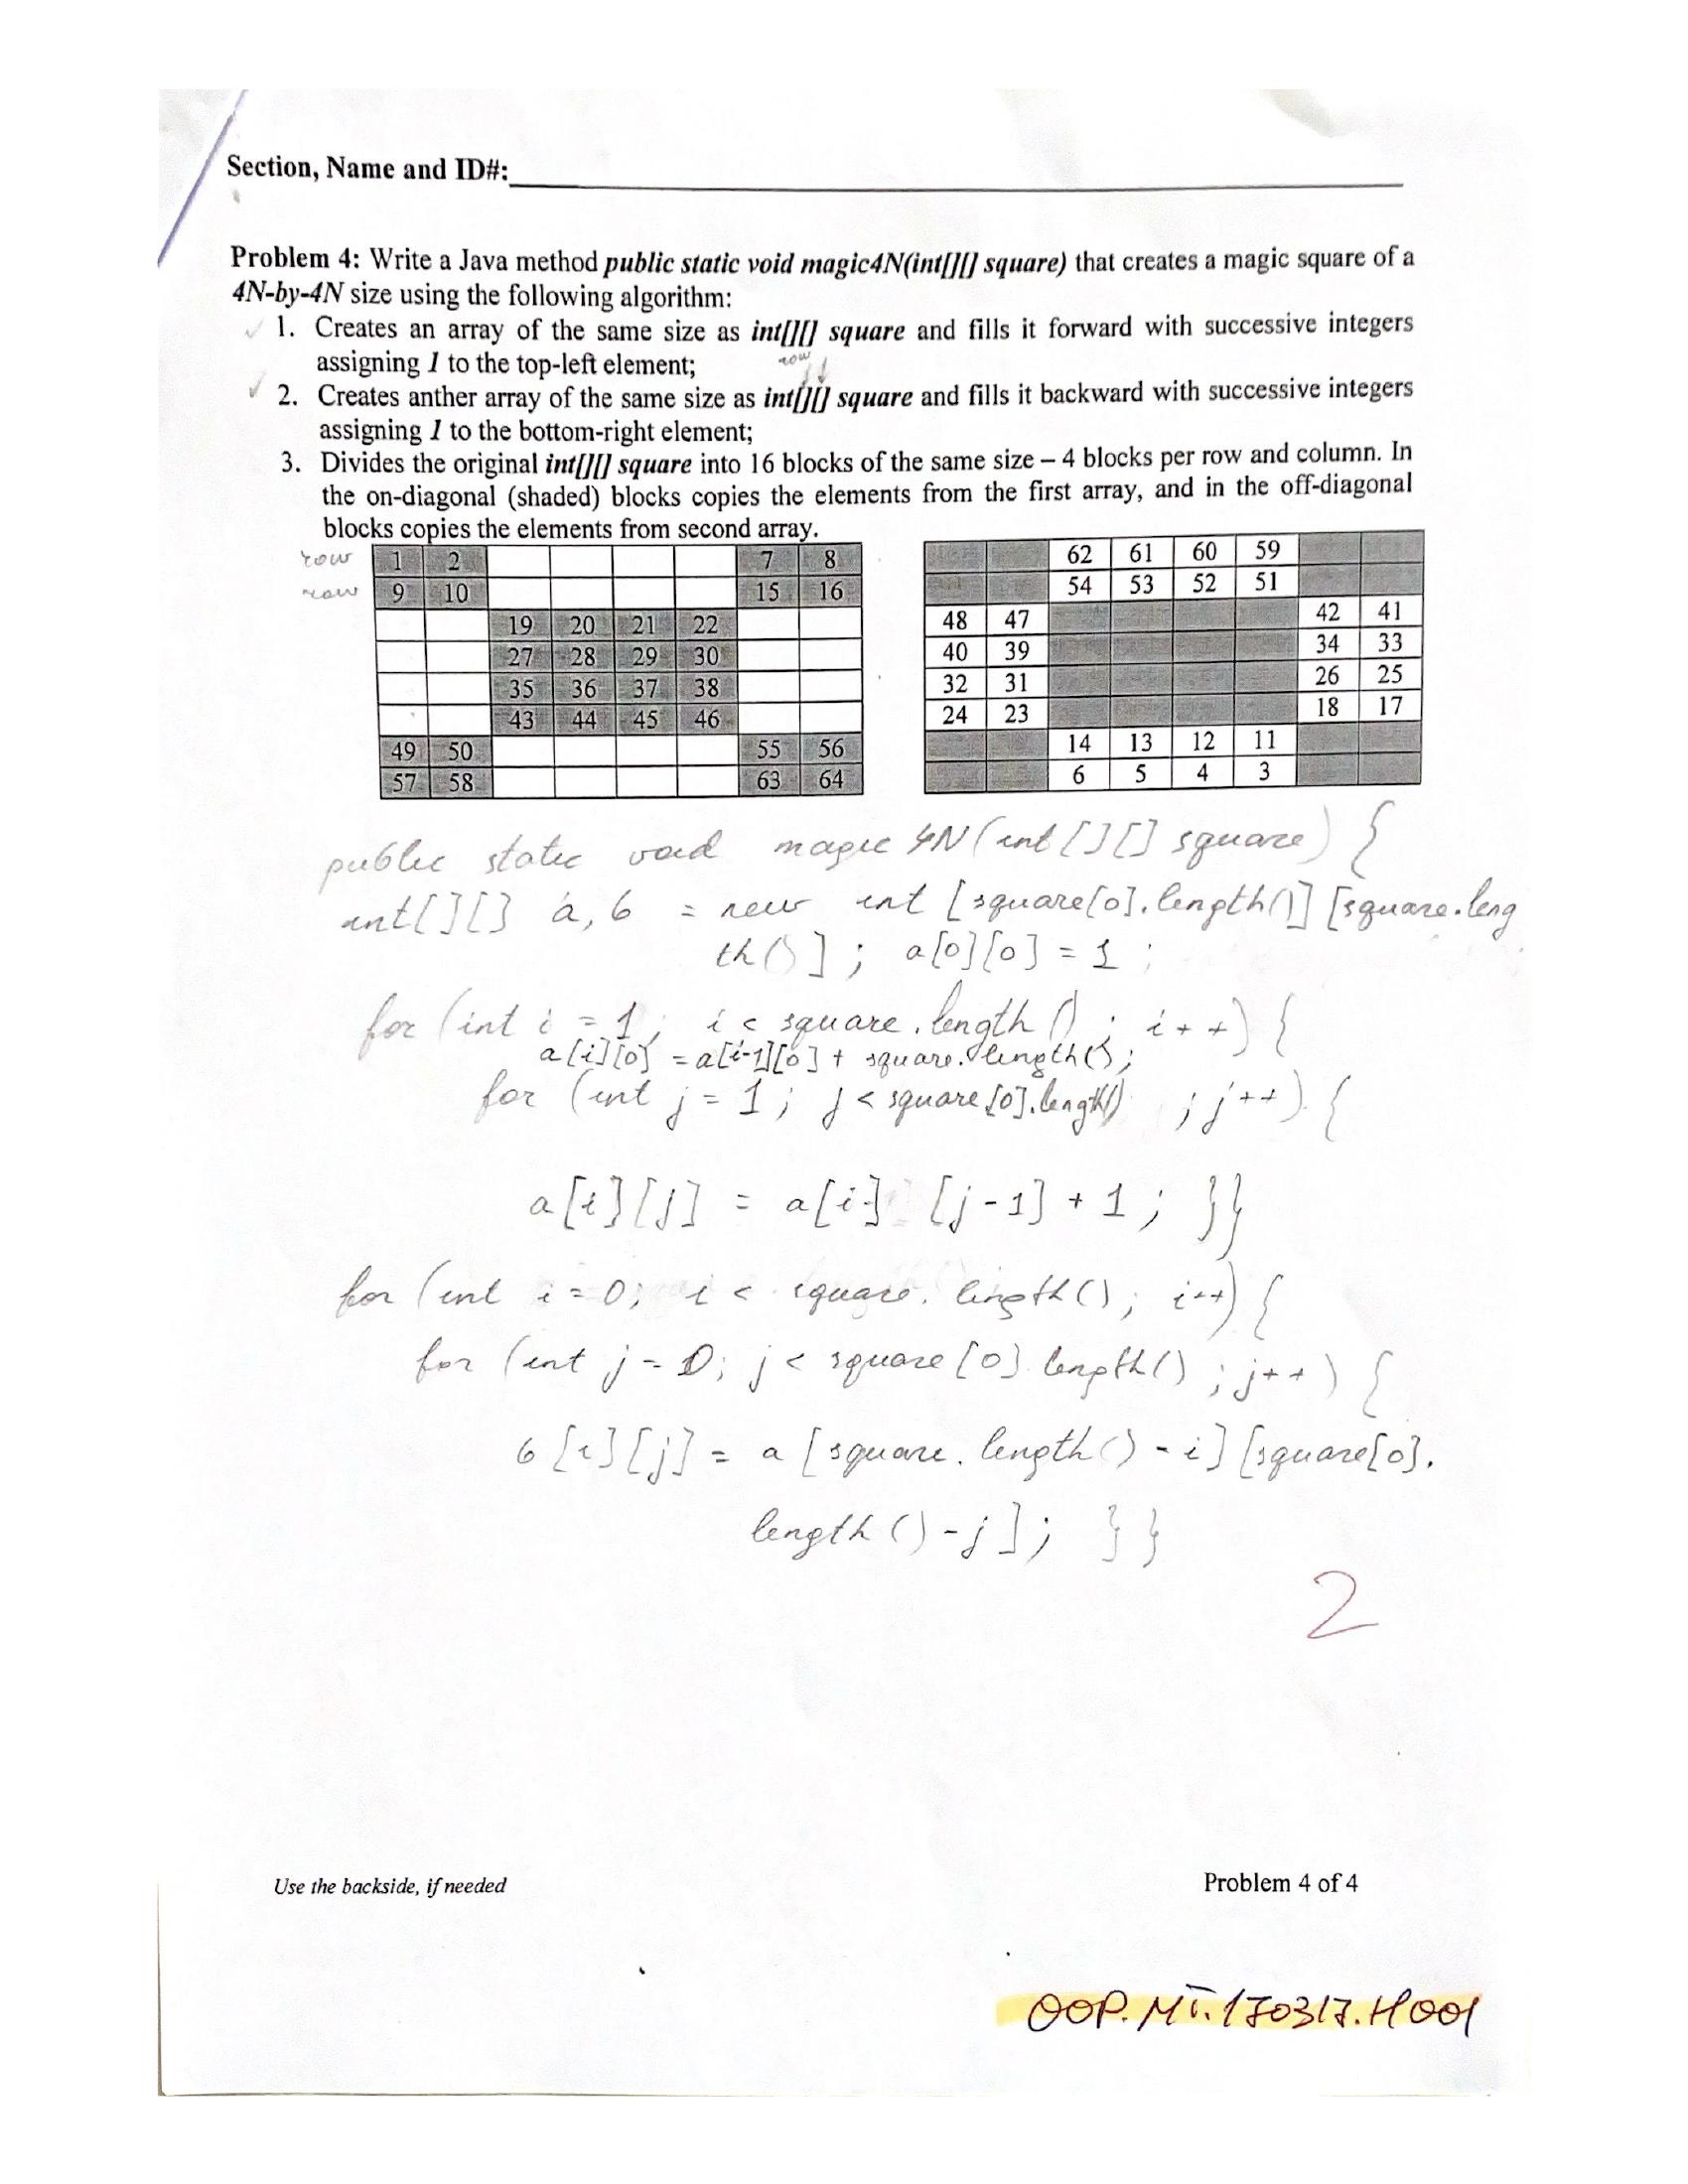 Section, Name and ID#:
Problem 4: Write a Java method public static void magic4N(int[][] square) that creates a magic square of a
4N-by-4N size using the following algorithm:
1. Creates an array of the same size as int[][] square and fills it forward with successive integers
assigning 1 to the top-left element;
row
2. Creates anther array of the same size as int[][] square and fills it backward with successive integers
assigning 1 to the bottom-right element;
3. Divides the original int[][] square into 16 blocks of the same size – 4 blocks per row and column. In
the on-diagonal (shaded) blocks copies the elements from the first array, and in the off-diagonal
blocks copies the elements from second array.
row 1 2 7 8 62 61 60 59
row 9 10 15 16 54 53 52 51
19 20 21 22 48 47 42 41
27 28 29 30 40 39 34 33
35 36 37 38 32 31 26 25
43 44 45 46 24 23 18 17
49 50 55 56 14 13 12 11
57 58 63 64 6 5 4 3
public static void magic 4N (int [][] square) {
int[][] a, b = new int [square[0].length()] [square.leng
th()]; a[0][0] = 1;
for (int i = 1; i < square.length(); i++) {
a[i][0] = a[i-1][0] + square.length();
for (int j = 1; j < square[0].length() ; j++) {
a[i][j] = a[i] [j-1] + 1; }}
for (int i = 0; i < square.length(); i++) {
for (int j = 0; j < square[0].length(); j++) {
b[i][j] = a [square.length() - i] [square[0].
length() - j]; }}
2
Use the backside, if needed
Problem 4 of 4
OOP.MT.170317.H001